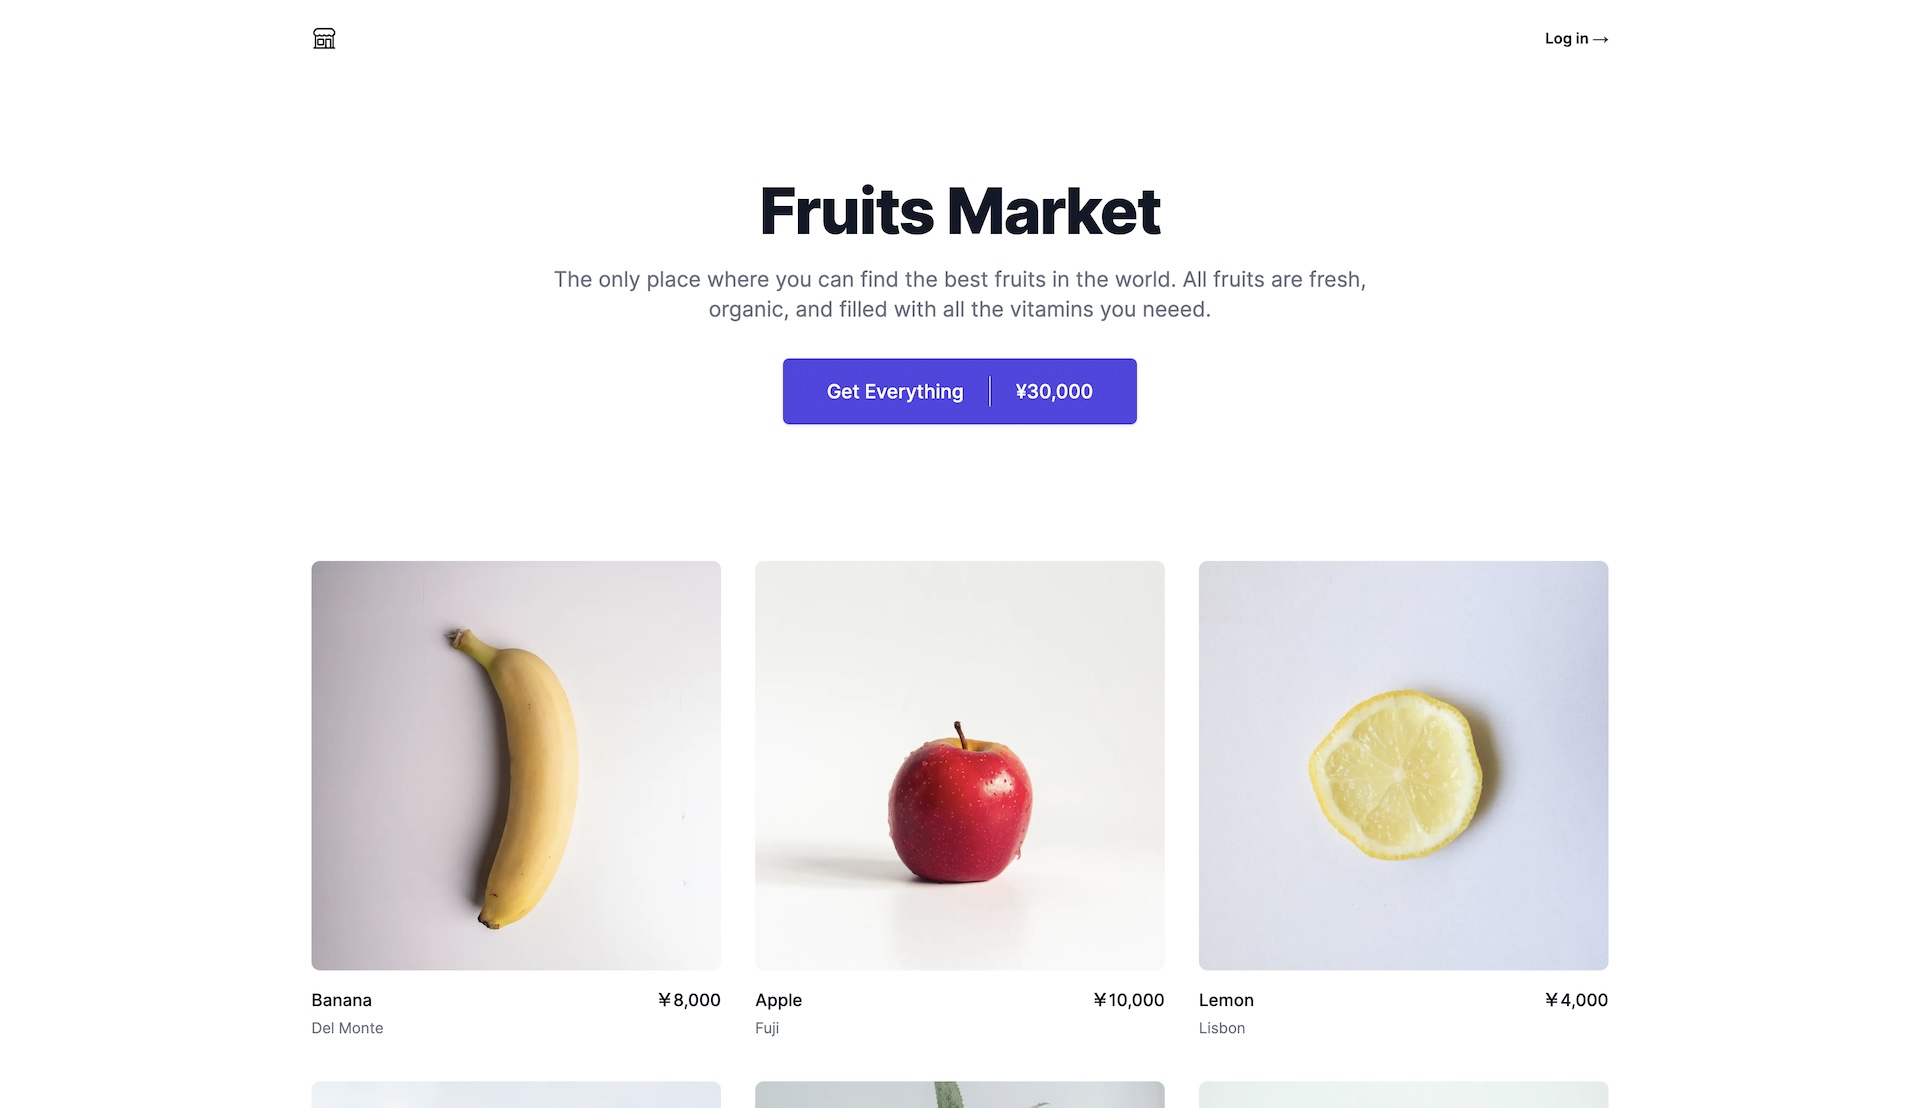 Log in →
Fruits Market
The only place where you can find the best fruits in the world. All fruits are fresh,
organic, and filled with all the vitamins you neeed.
Get Everything ¥30,000
Banana ￥8,000
Del Monte
Apple ￥10,000
Fuji
Lemon ￥4,000
Lisbon